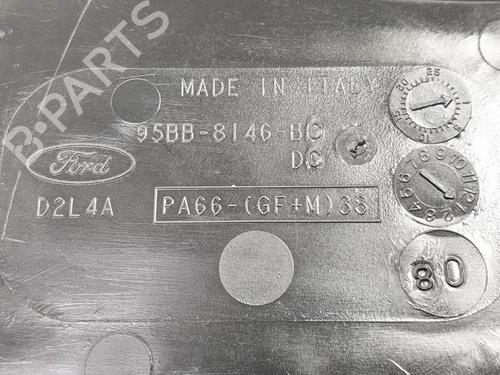 B-PARTS
MADE IN ITALY
95BB-8146-BC
DC
Ford
D2L4A
PA66-(GF+M)38
80